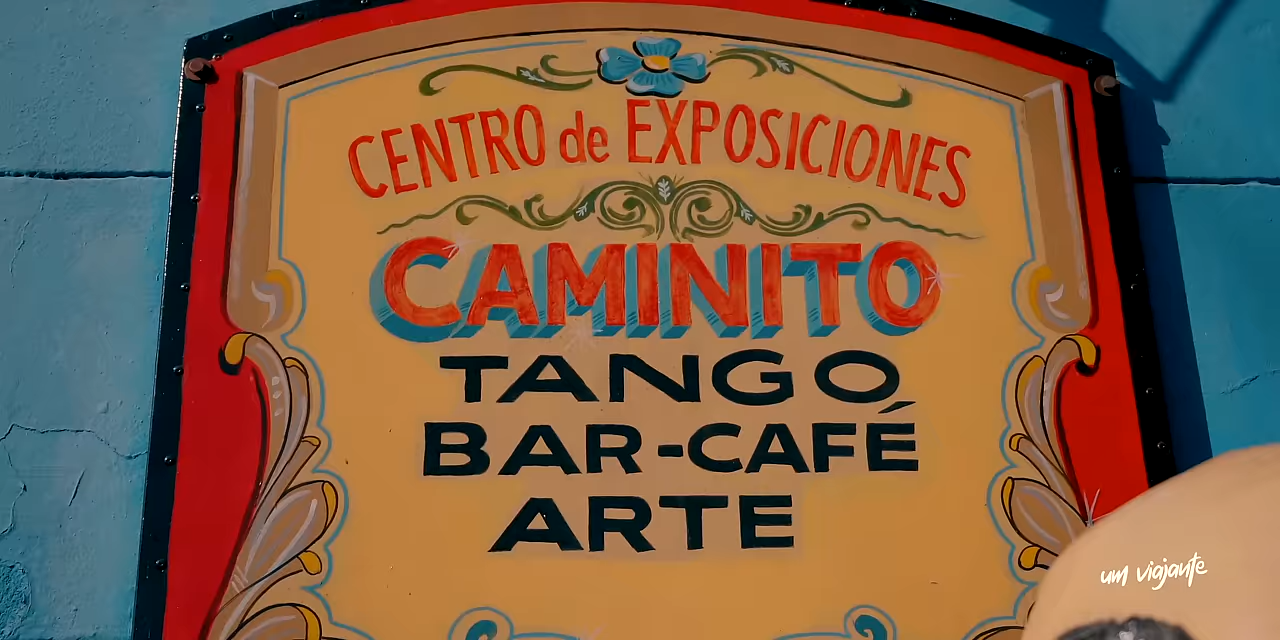 CENTRO de EXPOSICIONES
CAMINITO
TANGO
BAR-CAFÉ
ARTE
um viajante